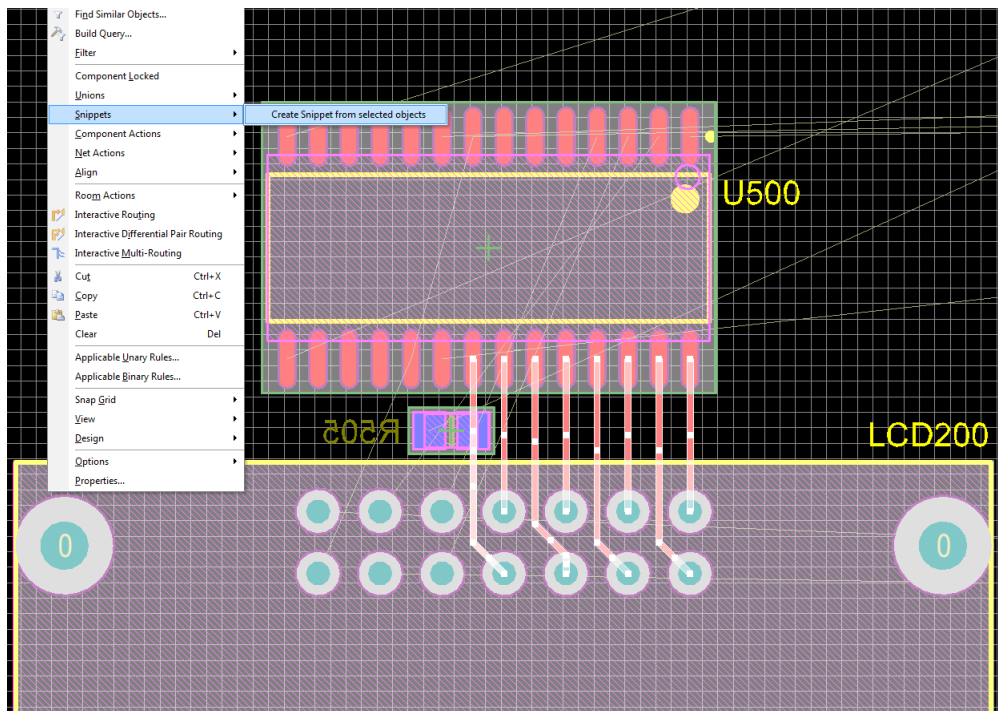 Find Similar Objects...
Build Query...
Filter
Component Locked
Unions
Snippets
Create Snippet from selected objects
Component Actions
Net Actions
Align
Room Actions
Interactive Routing
Interactive Differential Pair Routing
Interactive Multi-Routing
Cut Ctrl+X
Copy Ctrl+C
Paste Ctrl+V
Clear Del
Applicable Unary Rules...
Applicable Binary Rules...
Snap Grid
View
Design
Options
Properties...
U500
R505
LCD200
0
0